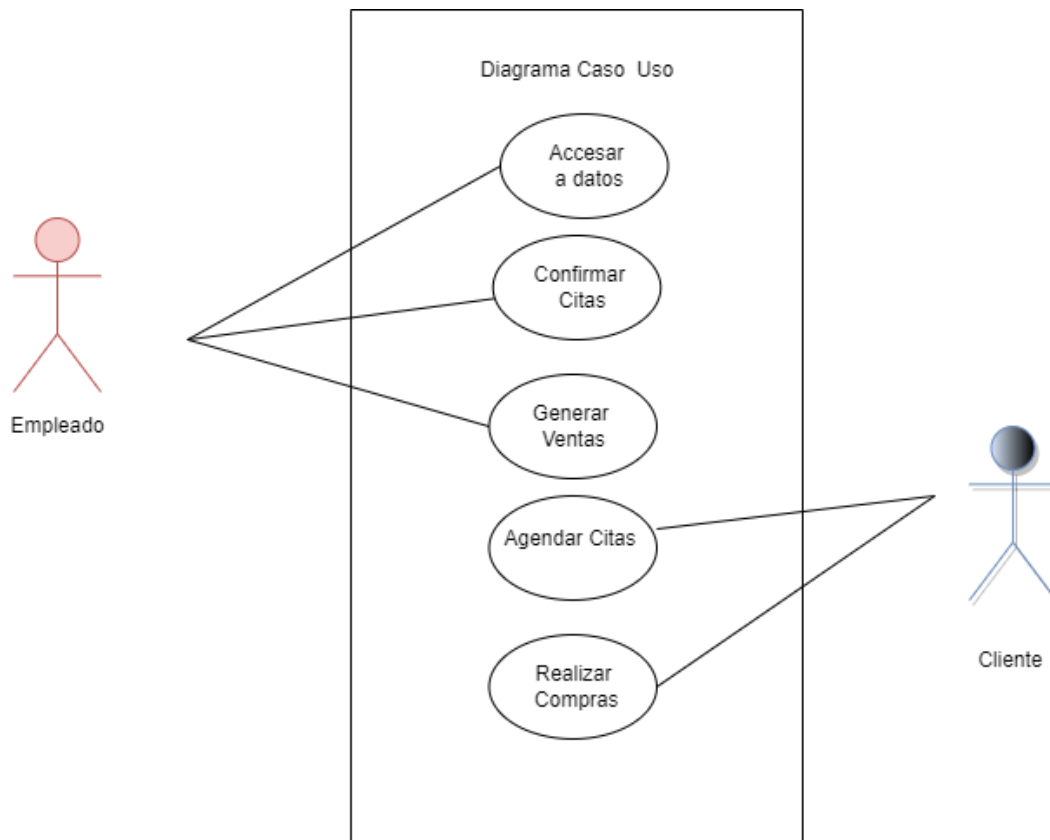 Diagrama Caso Uso
Accesar
a datos
Confirmar
Citas
Generar
Ventas
Empleado
Agendar Citas
Realizar
Compras
Cliente